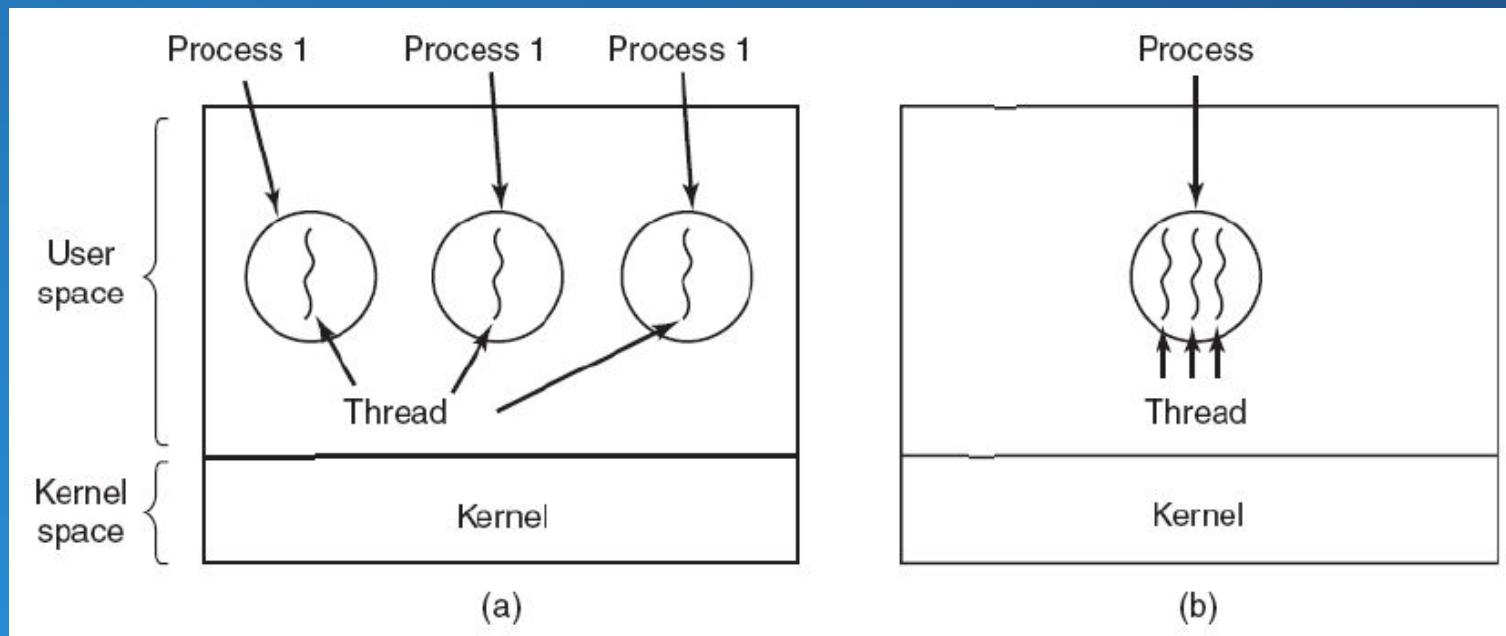 Process 1
Process 1
Process 1
Process
User
space
Thread
Thread
Kernel
space
Kernel
Kernel
(a)
(b)